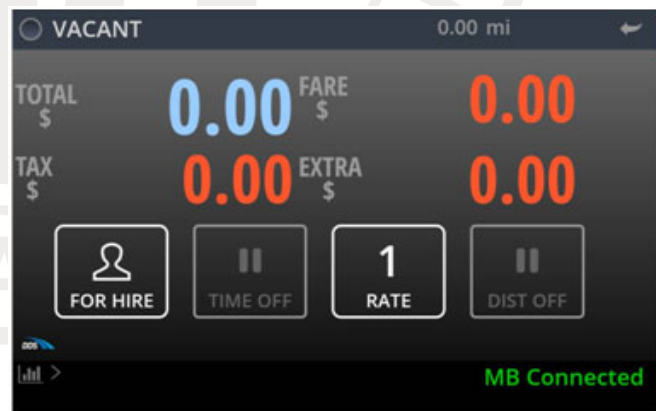 VACANT 0.00 mi
TOTAL $ 0.00 FARE $ 0.00
TAX $ 0.00 EXTRA $ 0.00
1
FOR HIRE TIME OFF RATE DIST OFF
DDS
>
MB Connected